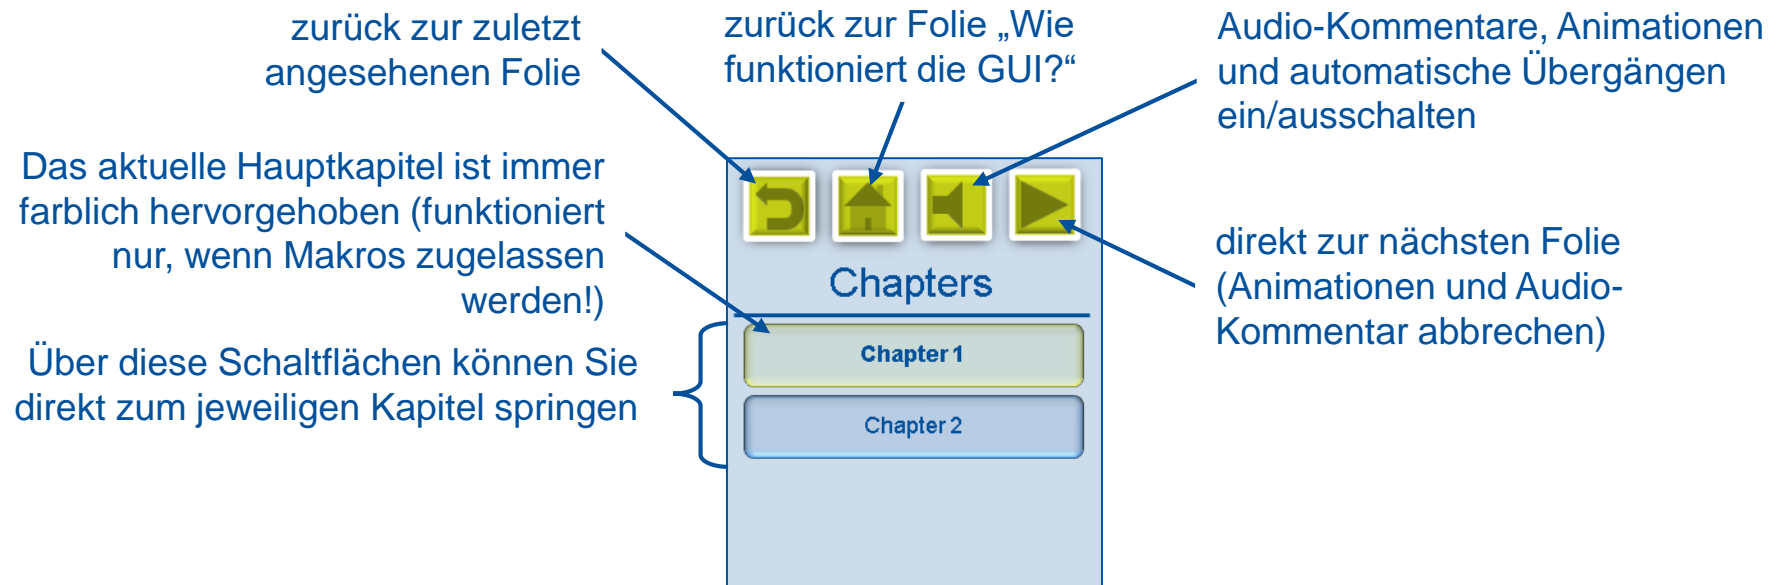 zurück zur zuletzt
angesehenen Folie
zurück zur Folie „Wie
funktioniert die GUI?“
Audio-Kommentare, Animationen
und automatische Übergängen
ein/ausschalten
Das aktuelle Hauptkapitel ist immer
farblich hervorgehoben (funktioniert
nur, wenn Makros zugelassen
werden!)
direkt zur nächsten Folie
(Animationen und Audio-
Kommentar abbrechen)
Über diese Schaltflächen können Sie
direkt zum jeweiligen Kapitel springen
Chapters
Chapter 1
Chapter 2